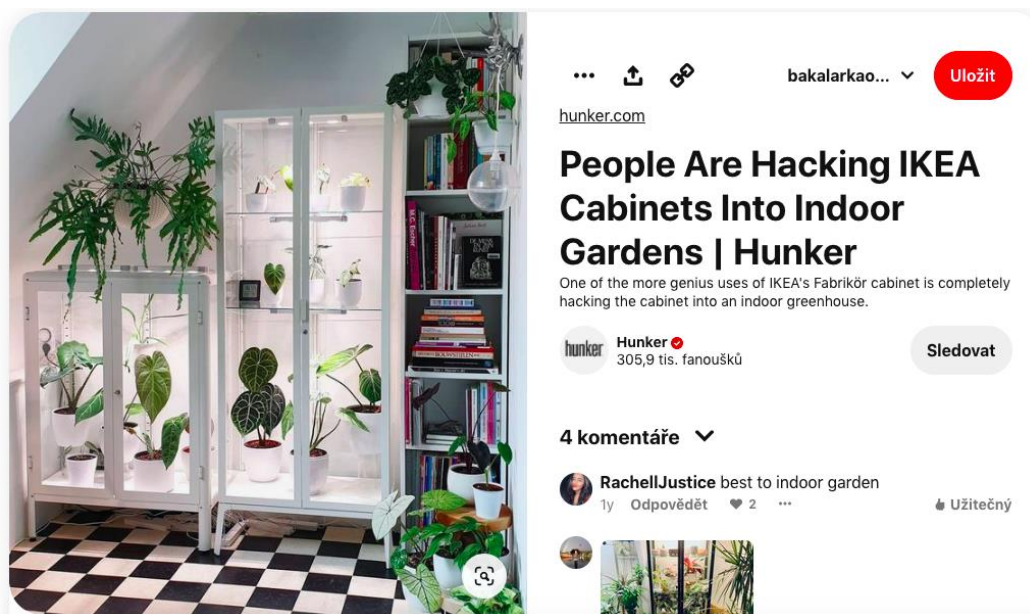 bakalarkao...
Uložit
hunker.com
People Are Hacking IKEA
Cabinets Into Indoor
Gardens | Hunker
One of the more genius uses of IKEA's Fabrikör cabinet is completely
hacking the cabinet into an indoor greenhouse.
hunker
Hunker
305,9 tis. fanoušků
Sledovat
4 komentáře
RachellJustice best to indoor garden
1y Odpovědět 2 ... Užitečný
M.C. Escher